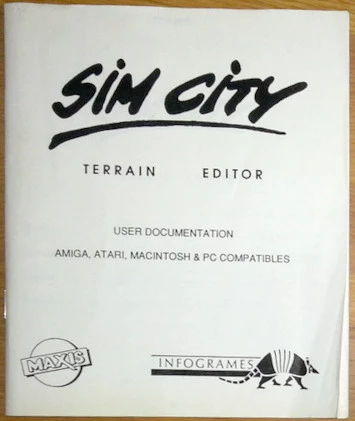 SIM CITY
TERRAIN EDITOR
USER DOCUMENTATION
AMIGA, ATARI, MACINTOSH & PC COMPATIBLES
MAXIS
INFOGRAMES